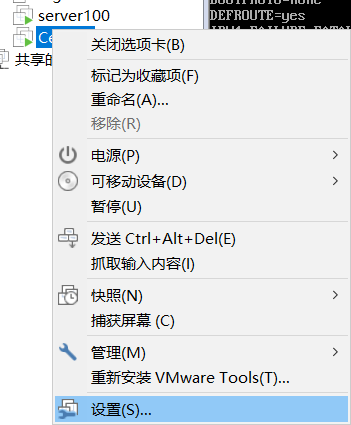 server100
Ce
共享的
DEFROUTE=yes
关闭选项卡(B)
标记为收藏项(F)
重命名(A)...
移除(R)
电源(P)
可移动设备(D)
暂停(U)
发送 Ctrl+Alt+Del(E)
抓取输入内容(I)
快照(N)
捕获屏幕 (C)
管理(M)
重新安装 VMware Tools(T)...
设置(S)...